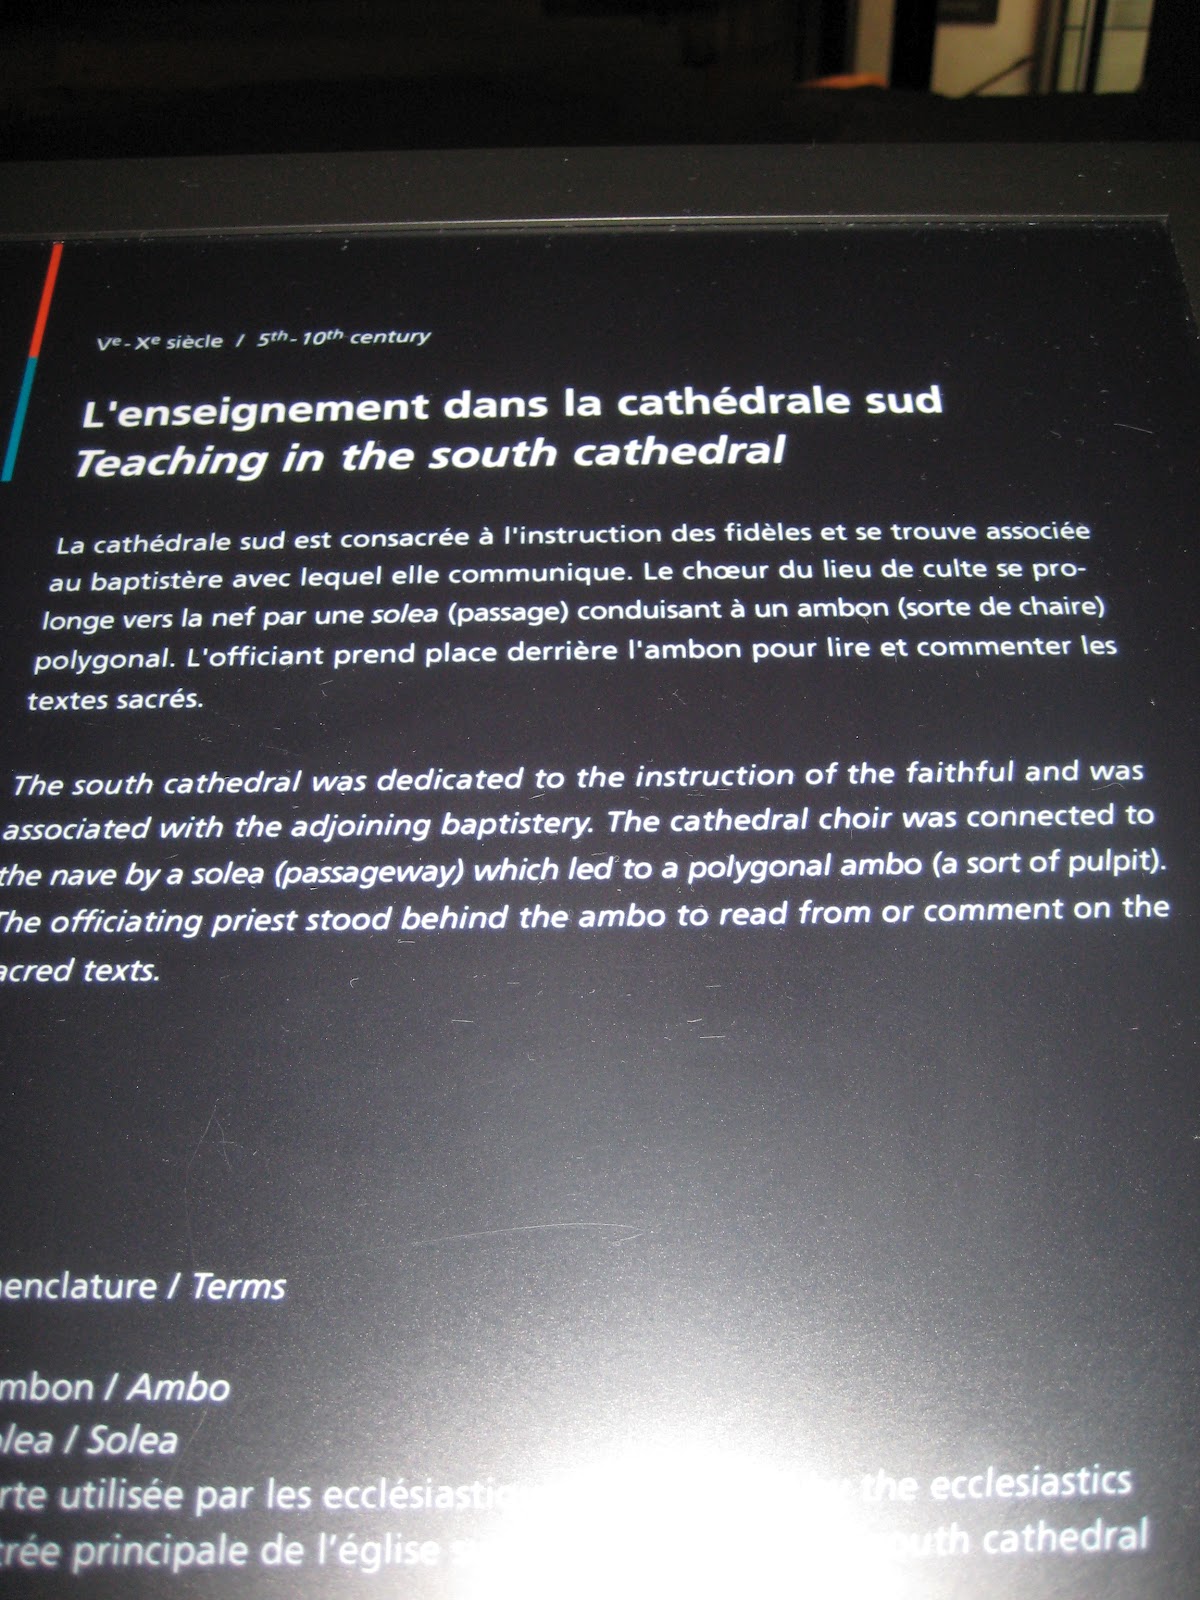 Ve - Xe siècle / 5th - 10th century
L'enseignement dans la cathédrale sud
Teaching in the south cathedral
La cathédrale sud est consacrée à l'instruction des fidèles et se trouve associée
au baptistère avec lequel elle communique. Le chœur du lieu de culte se pro-
longe vers la nef par une solea (passage) conduisant à un ambon (sorte de chaire)
polygonal. L'officiant prend place derrière l'ambon pour lire et commenter les
textes sacrés.
The south cathedral was dedicated to the instruction of the faithful and was
associated with the adjoining baptistery. The cathedral choir was connected to
the nave by a solea (passageway) which led to a polygonal ambo (a sort of pulpit).
The officiating priest stood behind the ambo to read from or comment on the
acred texts.
enclature / Terms
mbon / Ambo
lea / Solea
rte utilisée par les ecclésiastiq the ecclesiastics
trée principale de l'église outh cathedral